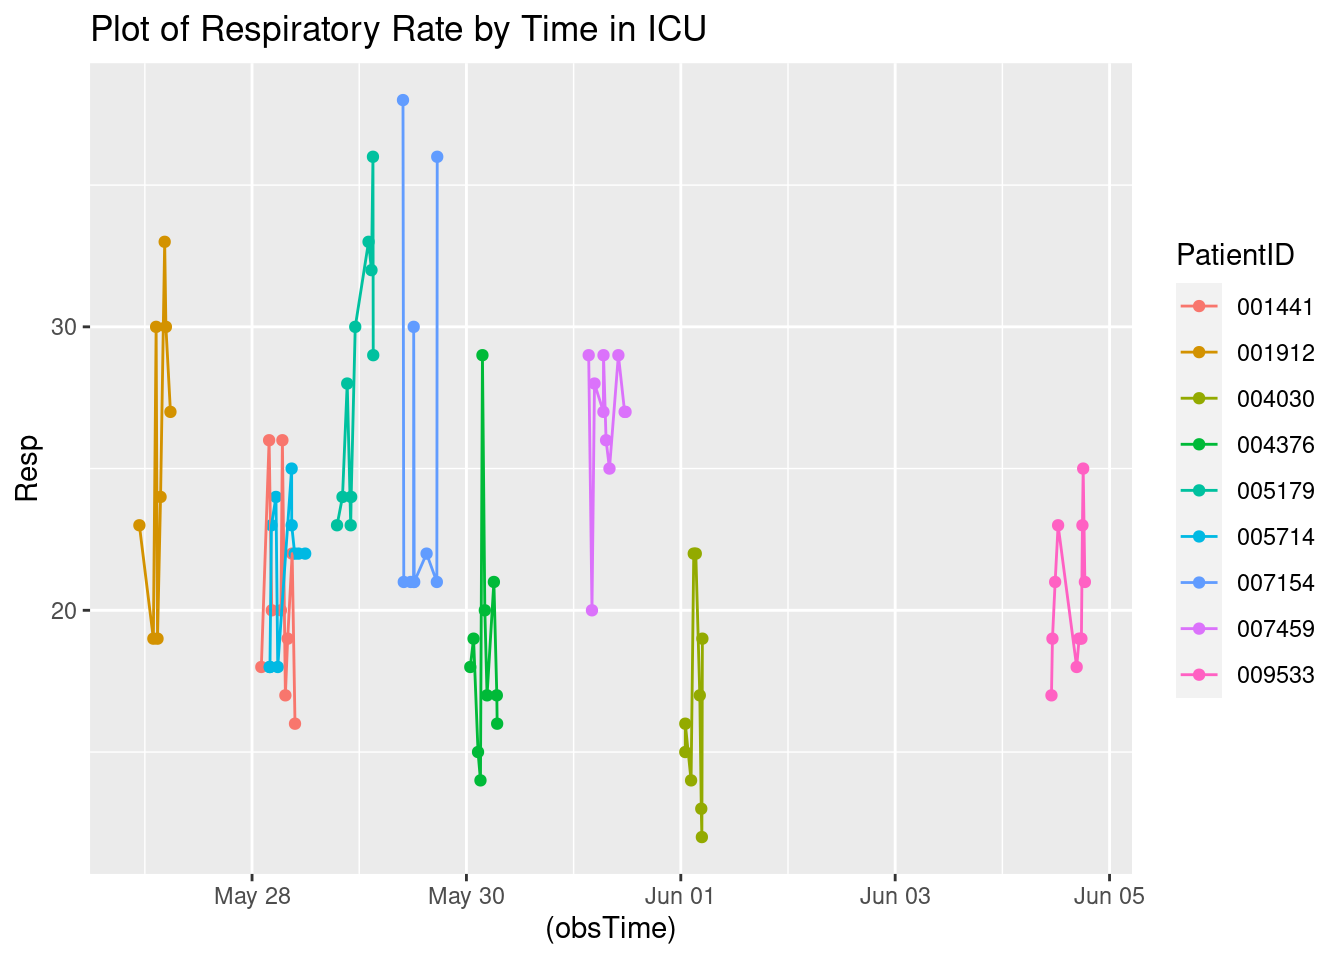 Plot of Respiratory Rate by Time in ICU
Resp
30
20
May 28
May 30
Jun 01
Jun 03
Jun 05
(obsTime)
PatientID
001441
001912
004030
004376
005179
005714
007154
007459
009533